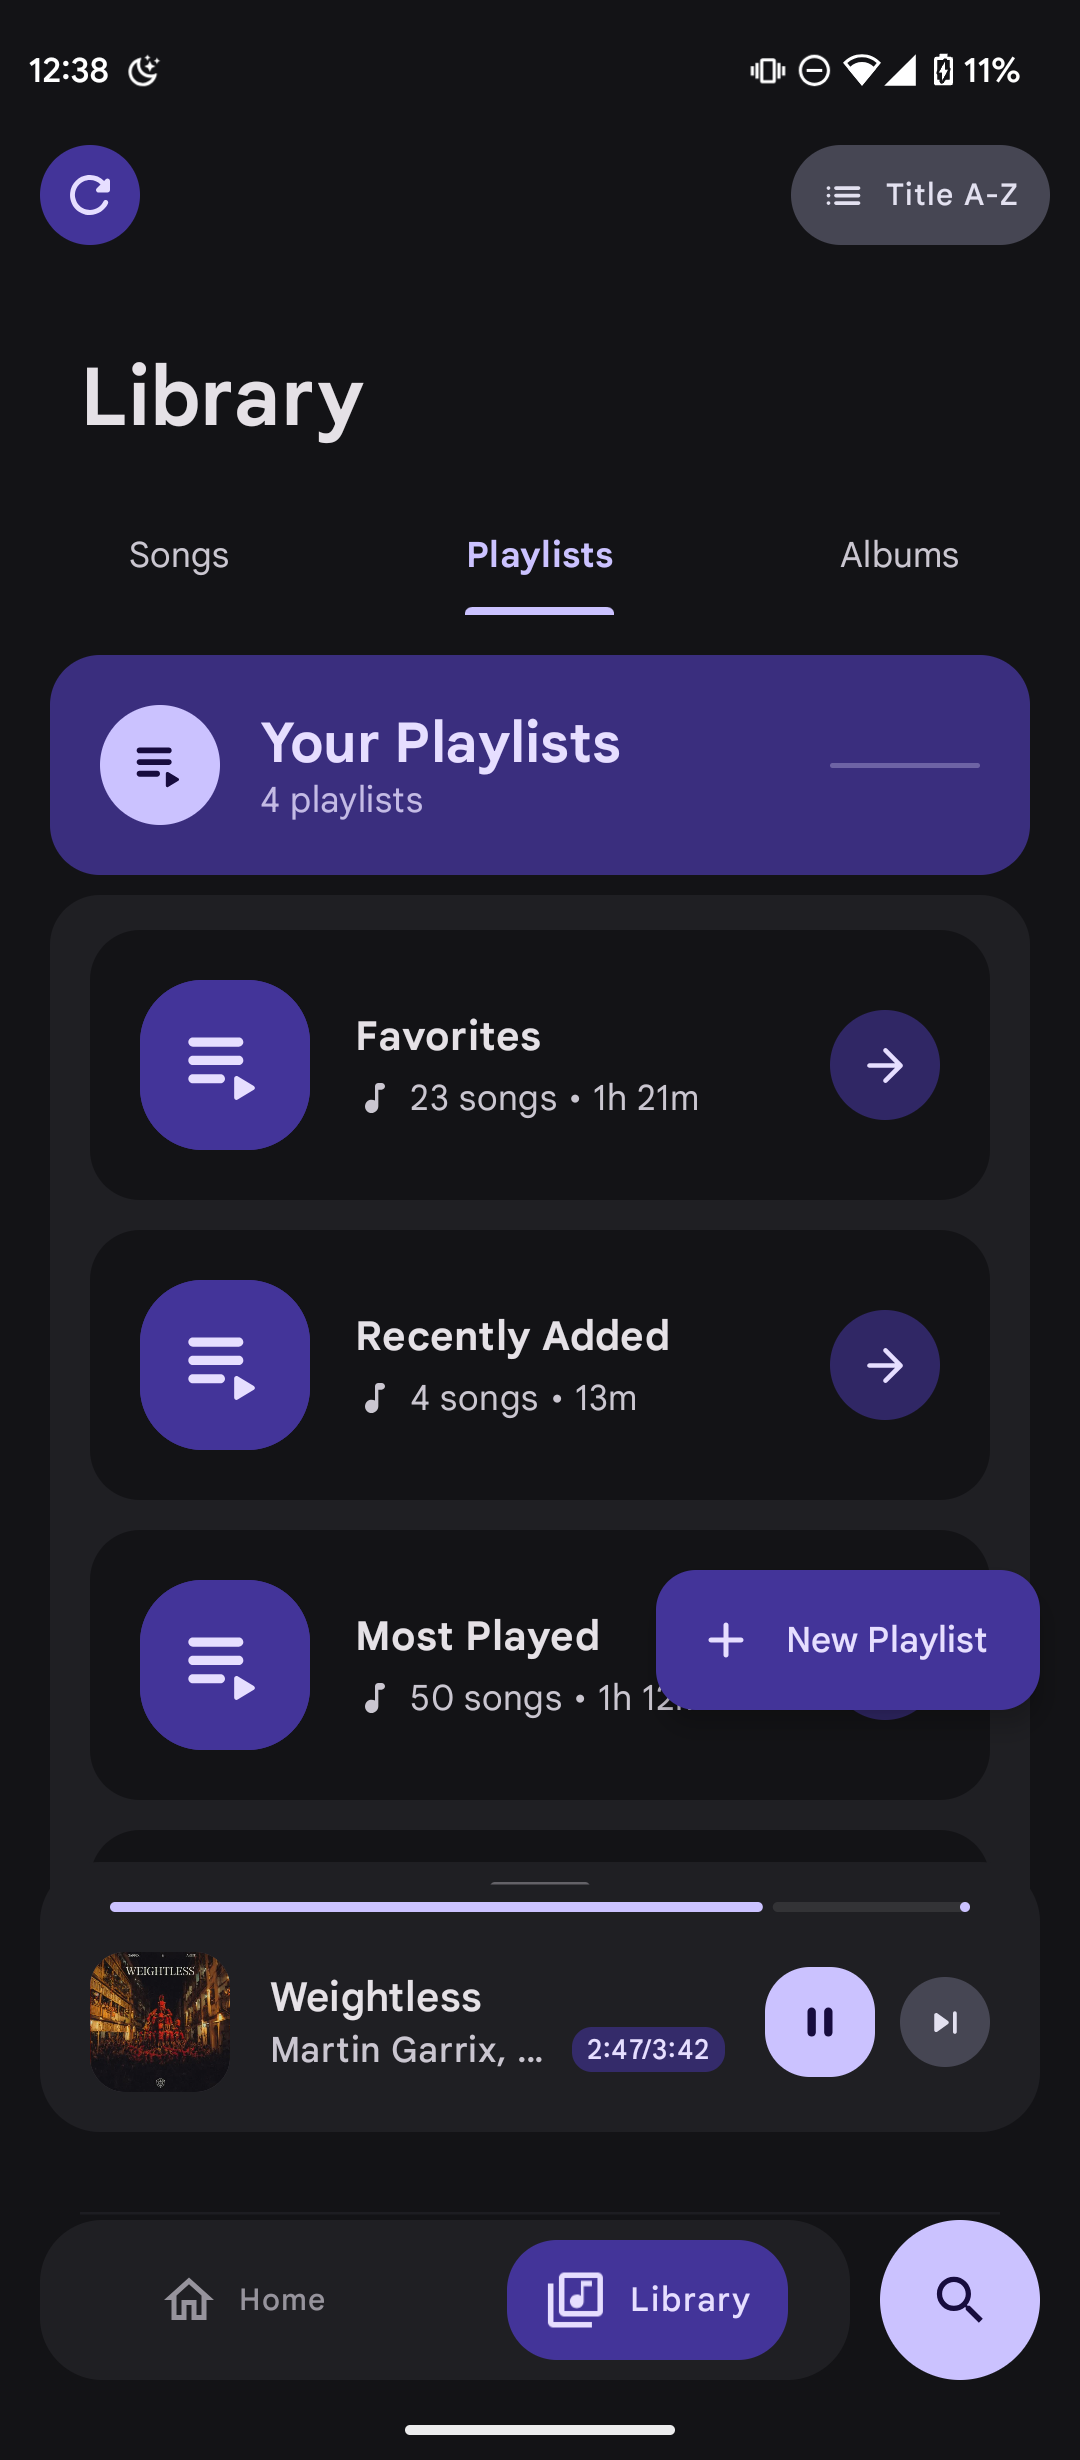 12:38
11%
Title A-Z
Library
Songs
Playlists
Albums
Your Playlists
4 playlists
Favorites
23 songs • 1h 21m
Recently Added
4 songs • 13m
Most Played
50 songs • 1h
New Playlist
WEIGHTLESS
Weightless
Martin Garrix, ...
2:47/3:42
Home
Library